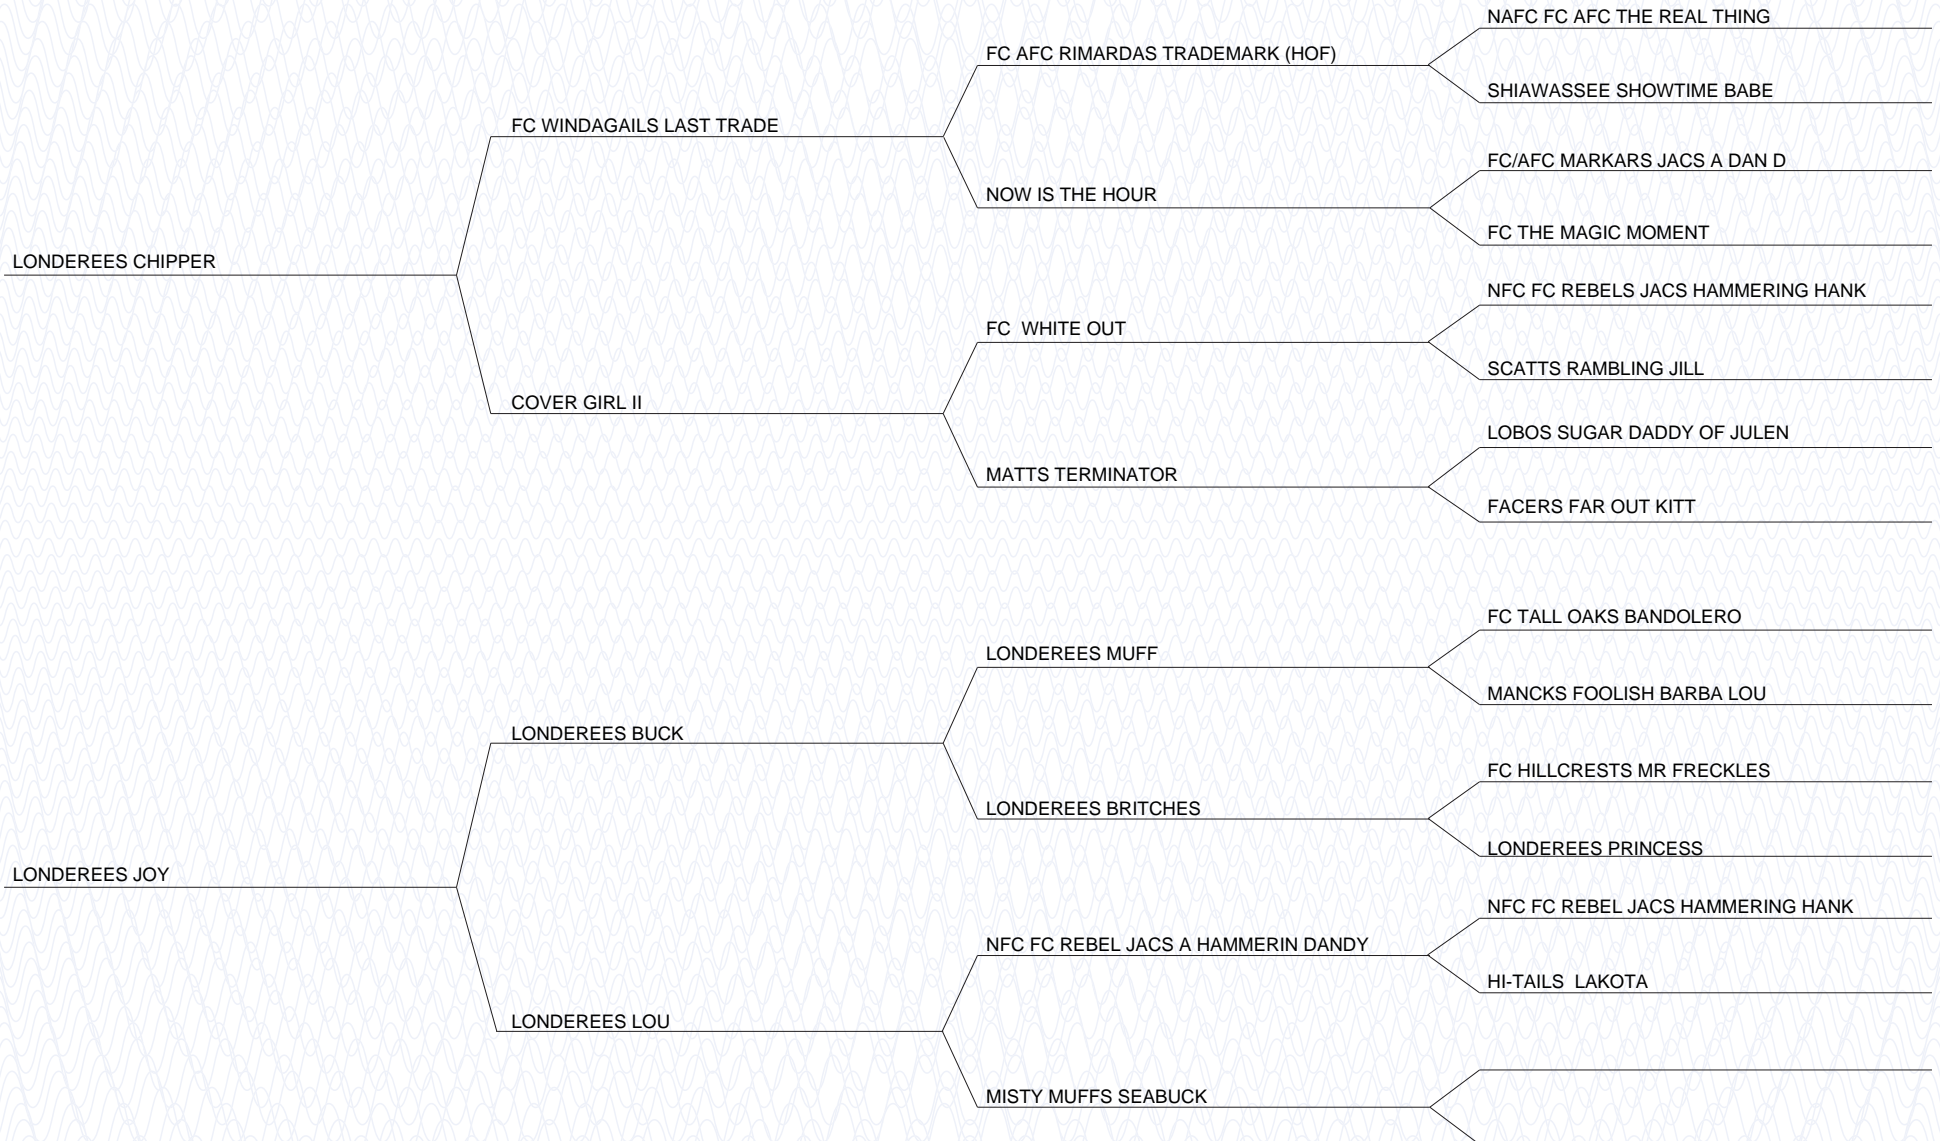 NAFC FC AFC THE REAL THING
FC AFC RIMARDAS TRADEMARK (HOF)
SHIAWASSEE SHOWTIME BABE
FC WINDAGAILS LAST TRADE
FC/AFC MARKARS JACS A DAN D
NOW IS THE HOUR
FC THE MAGIC MOMENT
LONDEREES CHIPPER
NFC FC REBELS JACS HAMMERING HANK
FC  WHITE OUT
SCATTS RAMBLING JILL
COVER GIRL II
LOBOS SUGAR DADDY OF JULEN
MATTS TERMINATOR
FACERS FAR OUT KITT
FC TALL OAKS BANDOLERO
LONDEREES MUFF
MANCKS FOOLISH BARBA LOU
LONDEREES BUCK
FC HILLCRESTS MR FRECKLES
LONDEREES BRITCHES
LONDEREES PRINCESS
LONDEREES JOY
NFC FC REBEL JACS HAMMERING HANK
NFC FC REBEL JACS A HAMMERIN DANDY
HI-TAILS  LAKOTA
LONDEREES LOU
MISTY MUFFS SEABUCK